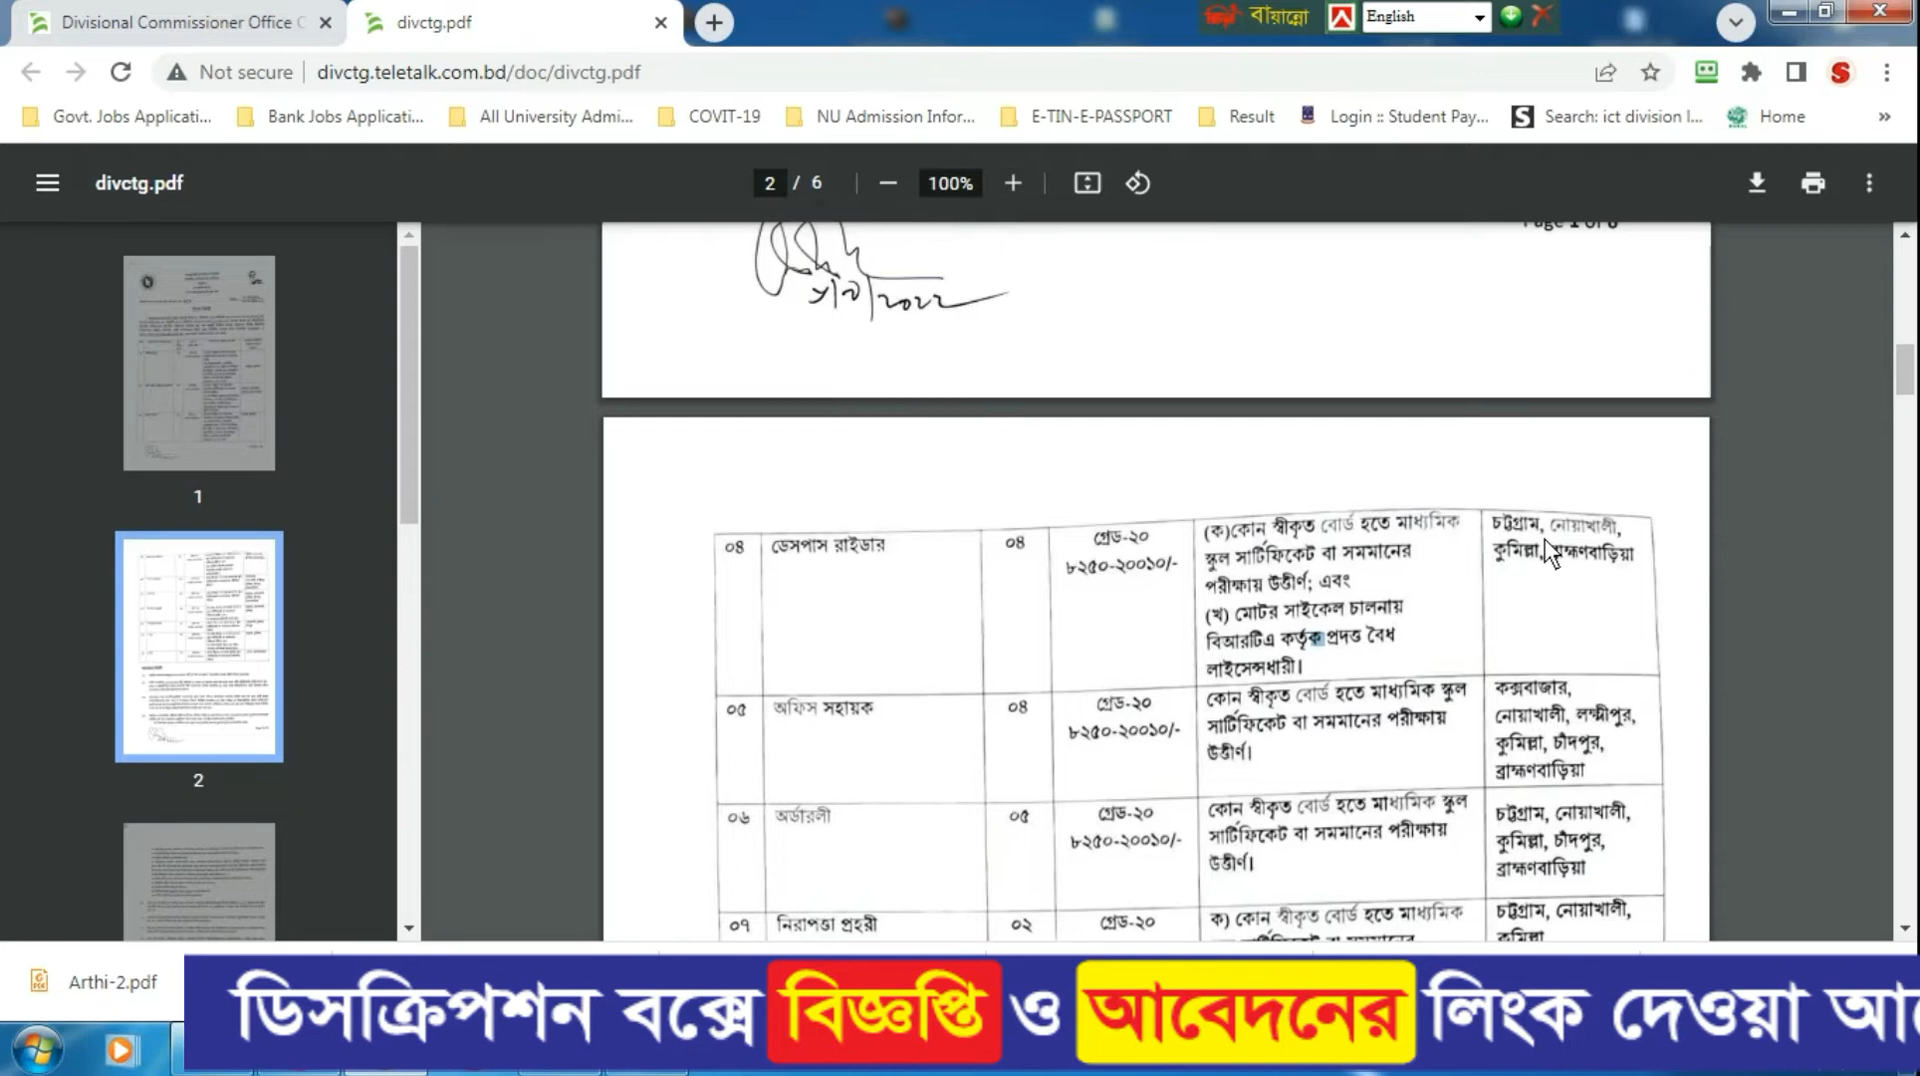 Divisional Commissioner Office C
divctg.pdf
বায়ান্নো
English
Not secure
divctg.teletalk.com.bd/doc/divctg.pdf
Govt. Jobs Applicati...
Bank Jobs Applicati...
All University Admi...
COVIT-19
NU Admission Infor...
E-TIN-E-PASSPORT
Result
Login :: Student Pay...
Search: ict division l...
Home
divctg.pdf
2 / 6
100%
1
2
২০২২
০৪ ডেসপাস রাইডার ০৪ গ্রেড-২০
৮২৫০-২০০১০/-
(ক)কোন স্বীকৃত বোর্ড হতে মাধ্যমিক
স্কুল সার্টিফিকেট বা সমমানের
পরীক্ষায় উত্তীর্ণ; এবং
(খ) মোটর সাইকেল চালনায়
বিআরটিএ কর্তৃক প্রদত্ত বৈধ
লাইসেন্সধারী।
চট্টগ্রাম, নোয়াখালী,
কুমিল্লা, ব্রাহ্মণবাড়িয়া
০৫ অফিস সহায়ক ০৪ গ্রেড-২০
৮২৫০-২০০১০/-
কোন স্বীকৃত বোর্ড হতে মাধ্যমিক স্কুল
সার্টিফিকেট বা সমমানের পরীক্ষায়
উত্তীর্ণ।
কক্সবাজার,
নোয়াখালী, লক্ষ্মীপুর,
কুমিল্লা, চাঁদপুর,
ব্রাহ্মণবাড়িয়া
০৬ অর্ডারলী ০৫ গ্রেড-২০
৮২৫০-২০০১০/-
কোন স্বীকৃত বোর্ড হতে মাধ্যমিক স্কুল
সার্টিফিকেট বা সমমানের পরীক্ষায়
উত্তীর্ণ।
চট্টগ্রাম, নোয়াখালী,
কুমিল্লা, চাঁদপুর,
ব্রাহ্মণবাড়িয়া
০৭ নিরাপত্তা প্রহরী ০২ গ্রেড-২০
ক) কোন স্বীকৃত বোর্ড হতে মাধ্যমিক
চট্টগ্রাম, নোয়াখালী,
Arthi-2.pdf
ডিসক্রিপশন বক্সে বিজ্ঞপ্তি ও আবেদনের লিংক দেওয়া আ